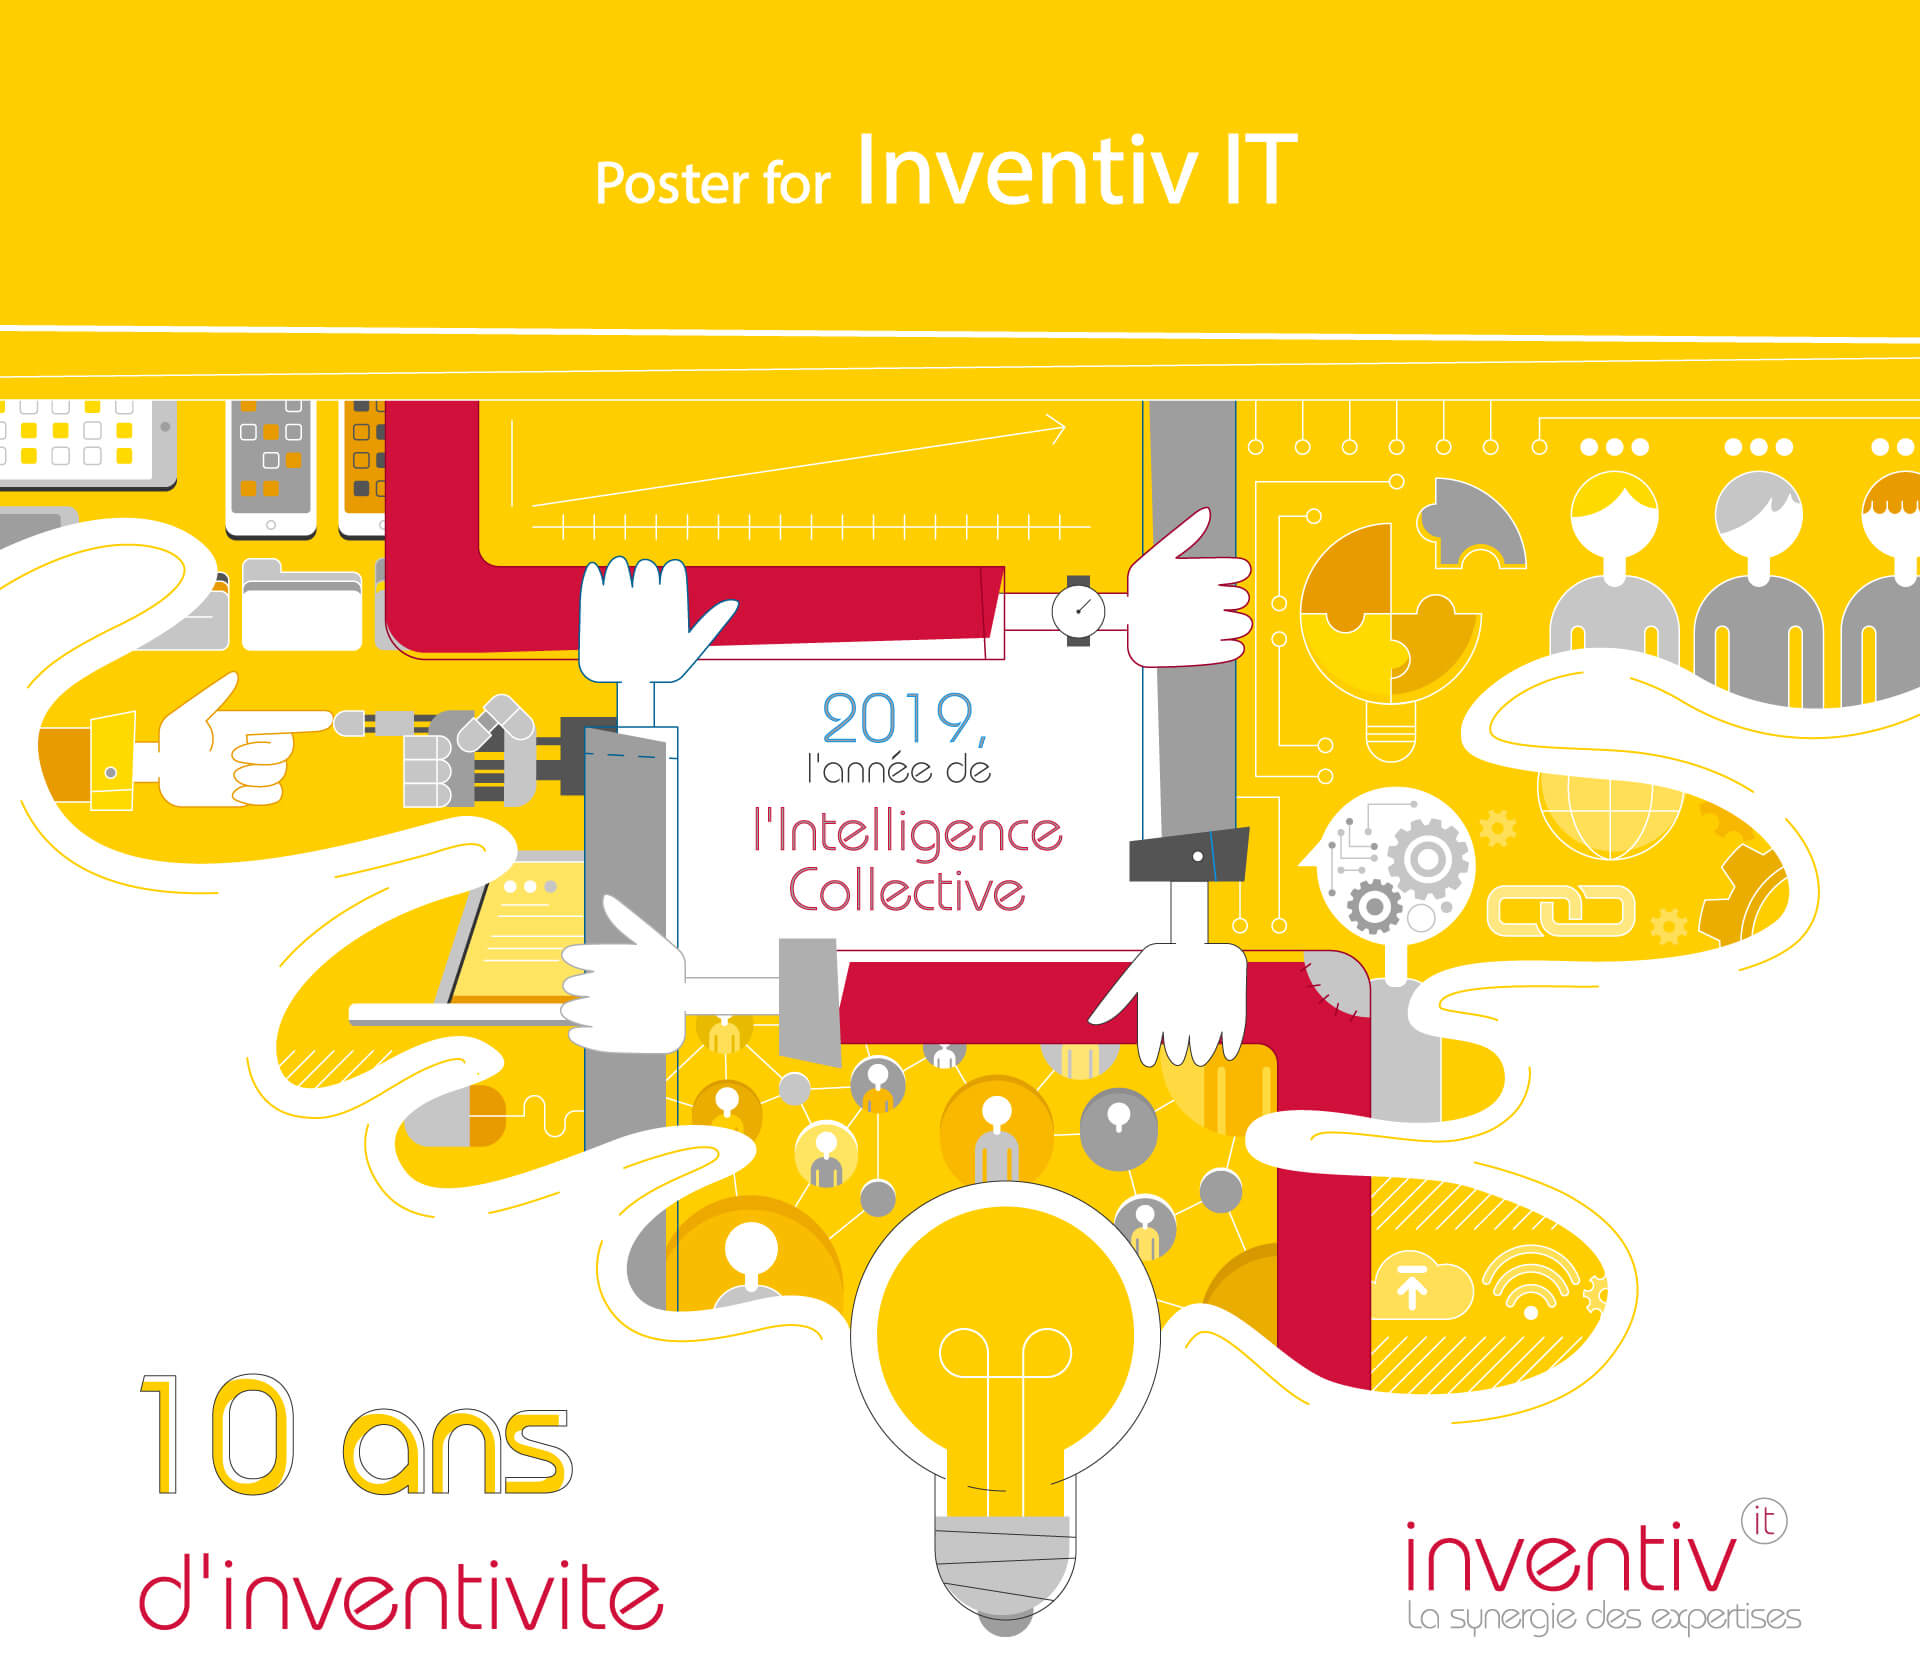 Poster for Inventiv IT
2019,
l'année de
l'Intelligence
Collective
10 ans
d'inventivite
inventiv it
La synergie des expertises